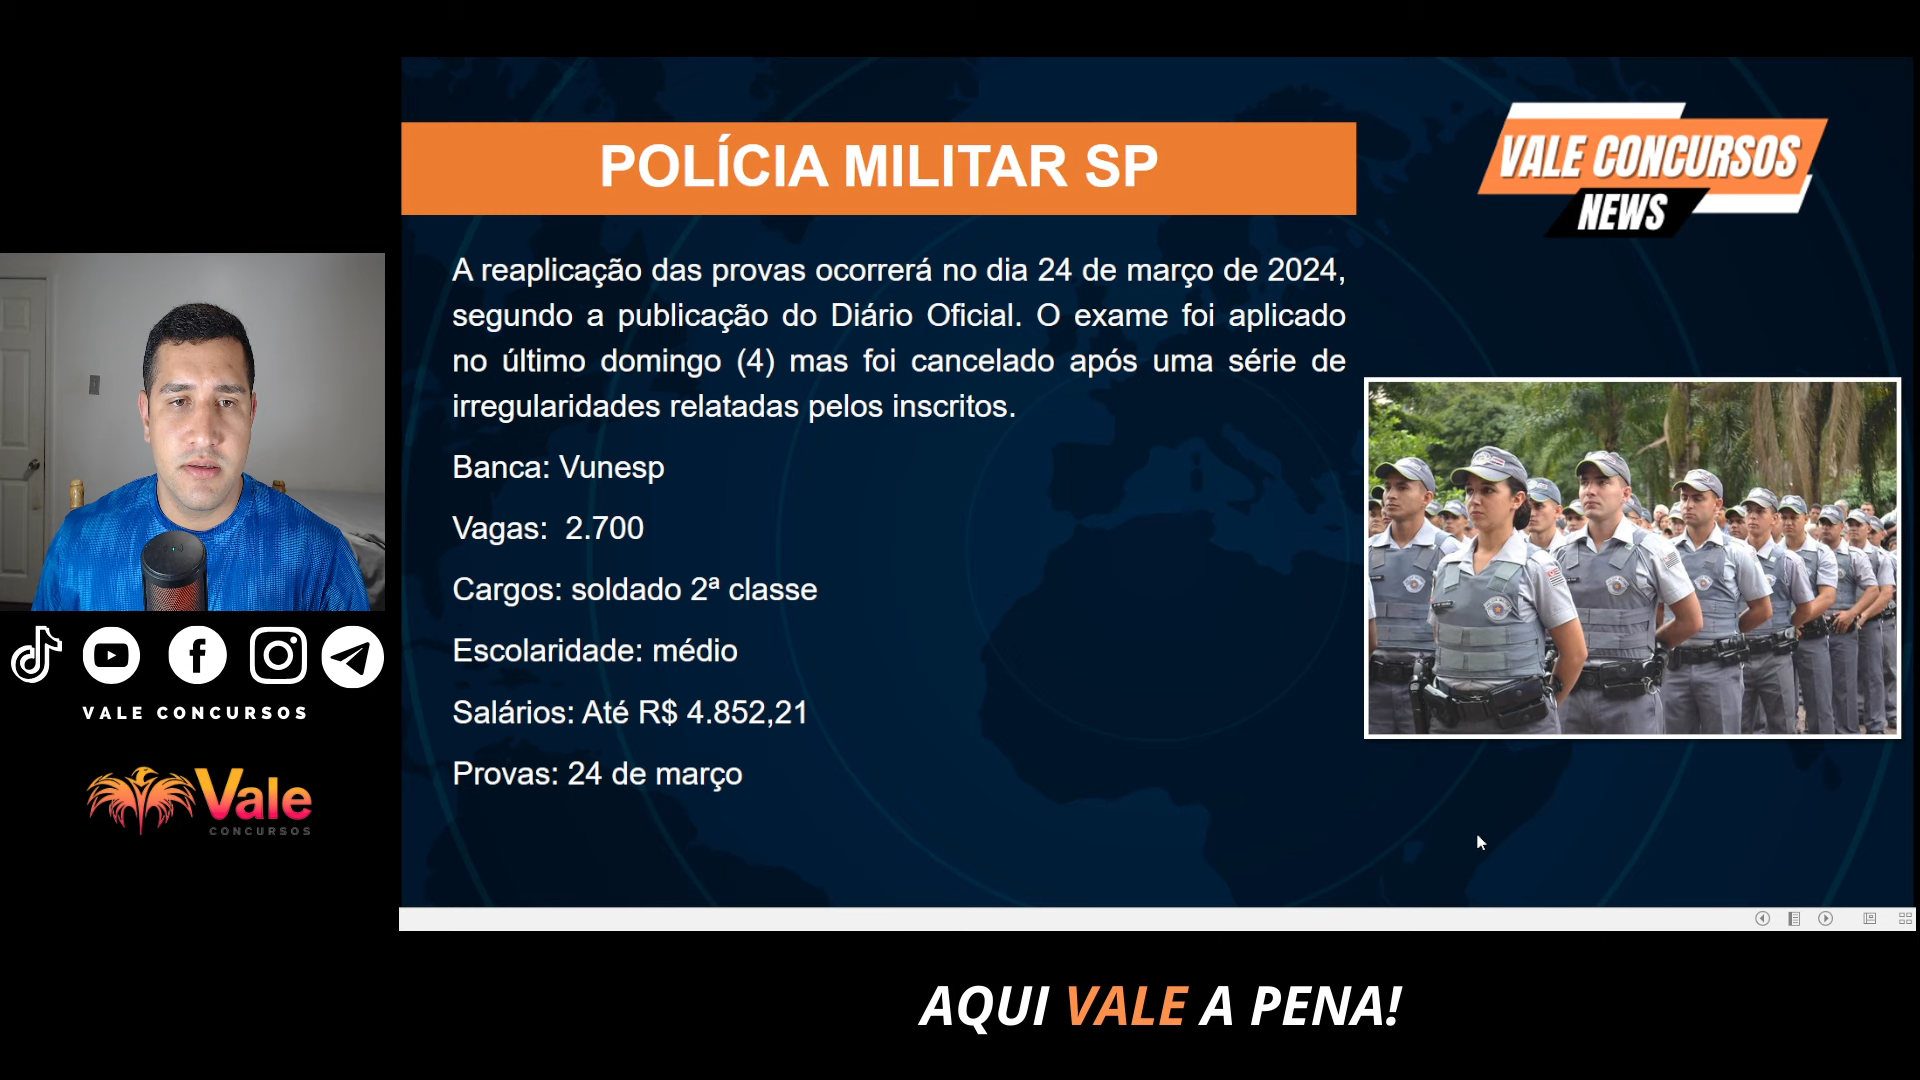 POLÍCIA MILITAR SP
VALE CONCURSOS
NEWS
A reaplicação das provas ocorrerá no dia 24 de março de 2024,
segundo a publicação do Diário Oficial. O exame foi aplicado
no último domingo (4) mas foi cancelado após uma série de
irregularidades relatadas pelos inscritos.
Banca: Vunesp
Vagas: 2.700
Cargos: soldado 2ª classe
Escolaridade: médio
Salários: Até R$ 4.852,21
Provas: 24 de março
VALE CONCURSOS
Vale
CONCURSOS
AQUI VALE A PENA!